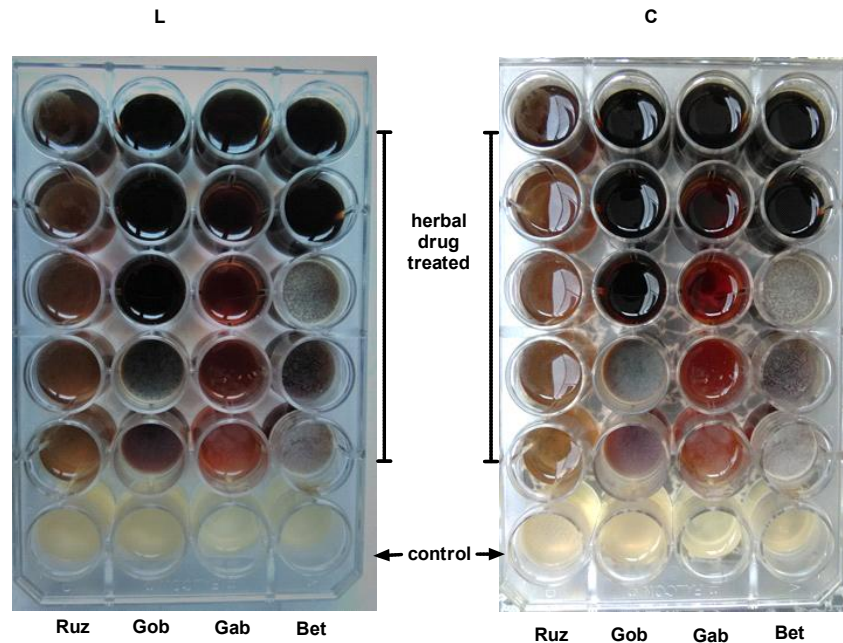 L
C
herbal
drug
treated
control
Ruz Gob Gab Bet
Ruz Gob Gab Bet